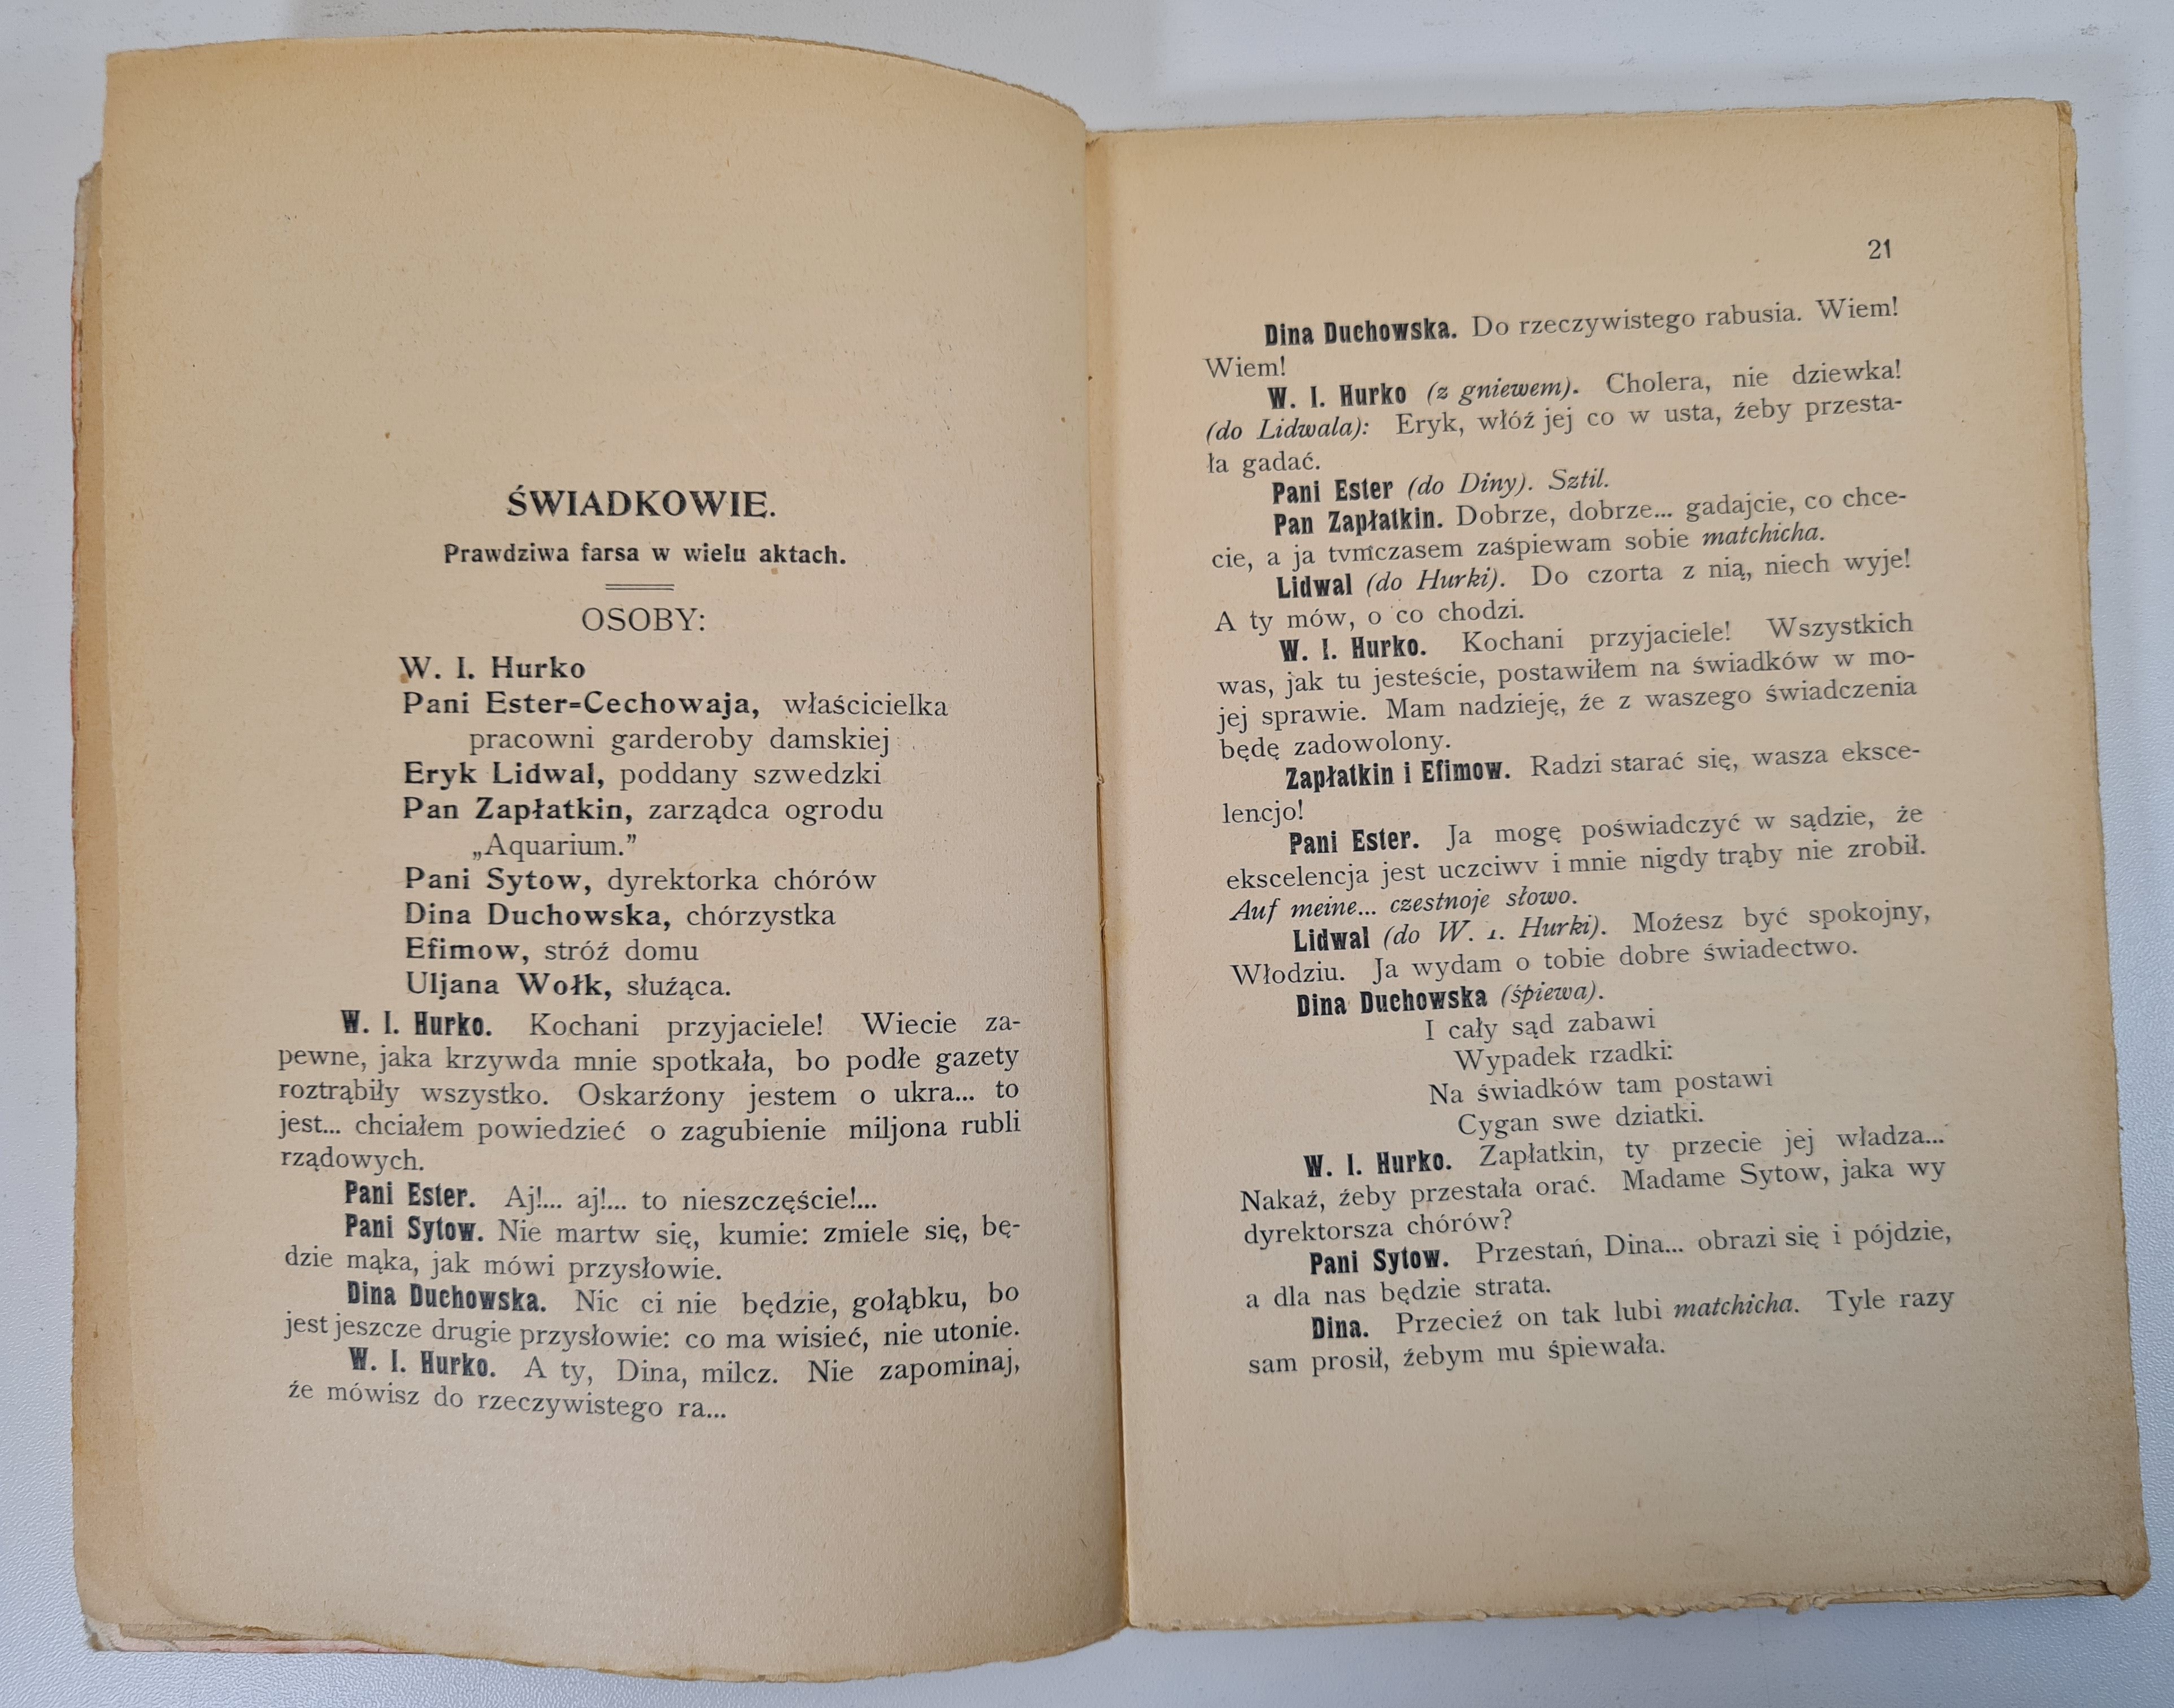 ŚWIADKOWIE.
Prawdziwa farsa w wielu aktach.
OSOBY:
W. I. Hurko
Pani Ester=Cechowaja, właścicielka
pracowni garderoby damskiej
Eryk Lidwal, poddany szwedzki
Pan Zapłatkin, zarządca ogrodu
„Aquarium.”
Pani Sytow, dyrektorka chórów
Dina Duchowska, chórzystka
Efimow, stróż domu
Uljana Wołk, służąca.
W. I. Hurko. Kochani przyjaciele! Wiecie za-
pewne, jaka krzywda mnie spotkała, bo podłe gazety
roztrąbiły wszystko. Oskarźony jestem o ukra... to
jest... chciałem powiedzieć o zagubienie miljona rubli
rządowych.
Pani Ester. Aj!... aj!... to nieszczęście!...
Pani Sytow. Nie martw się, kumie: zmiele się, bę-
dzie mąka, jak mówi przysłowie.
Dina Duchowska. Nic ci nie będzie, gołąbku, bo
jest jeszcze drugie przysłowie: co ma wisieć, nie utonie.
W. I. Hurko. A ty, Dina, milcz. Nie zapominaj,
źe mówisz do rzeczywistego ra...
21
Dina Duchowska. Do rzeczywistego rabusia. Wiem!
Wiem!
W. I. Hurko (z gniewem). Cholera, nie dziewka!
(do Lidwala): Eryk, włóź jej co w usta, źeby przesta-
ła gadać.
Pani Ester (do Diny). Sztil.
Pan Zapłatkin. Dobrze, dobrze... gadajcie, co chce-
cie, a ja tymczasem zaśpiewam sobie matchicha.
Lidwal (do Hurki). Do czorta z nią, niech wyje!
A ty mów, o co chodzi.
W. I. Hurko. Kochani przyjaciele! Wszystkich
was, jak tu jesteście, postawiłem na świadków w mo-
jej sprawie. Mam nadzieję, źe z waszego świadczenia
będę zadowolony.
Zapłatkin i Efimow. Radzi starać się, wasza eksce-
lencjo!
Pani Ester. Ja mogę poświadczyć w sądzie, źe
ekscelencja jest uczciwy i mnie nigdy trąby nie zrobił.
Auf meine... czestnoje słowo.
Lidwal (do W. I. Hurki). Moźesz być spokojny,
Włodziu. Ja wydam o tobie dobre świadectwo.
Dina Duchowska (śpiewa).
I cały sąd zabawi
Wypadek rzadki:
Na świadków tam postawi
Cygan swe dziatki.
W. I. Hurko. Zapłatkin, ty przecie jej władza...
Nakaź, źeby przestała orać. Madame Sytow, jaka wy
dyrektorsza chórów?
Pani Sytow. Przestań, Dina... obrazi się i pójdzie,
a dla nas będzie strata.
Dina. Przecieź on tak lubi matchicha. Tyle razy
sam prosił, źebym mu śpiewała.